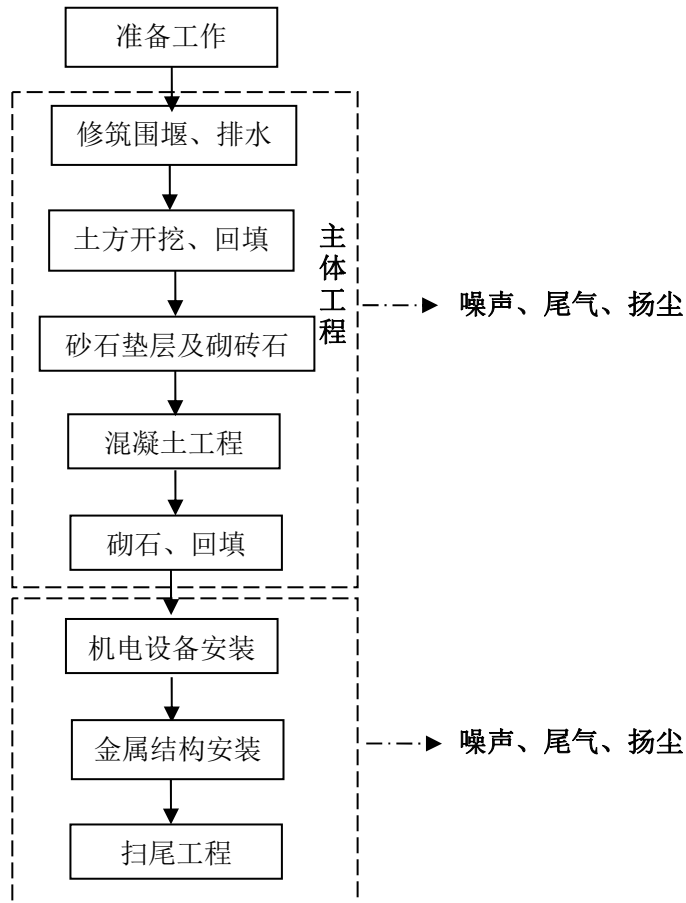 准备工作
修筑围堰、排水
土方开挖、回填
主体工程
噪声、尾气、扬尘
砂石垫层及砌砖石
混凝土工程
砌石、回填
机电设备安装
金属结构安装
噪声、尾气、扬尘
扫尾工程